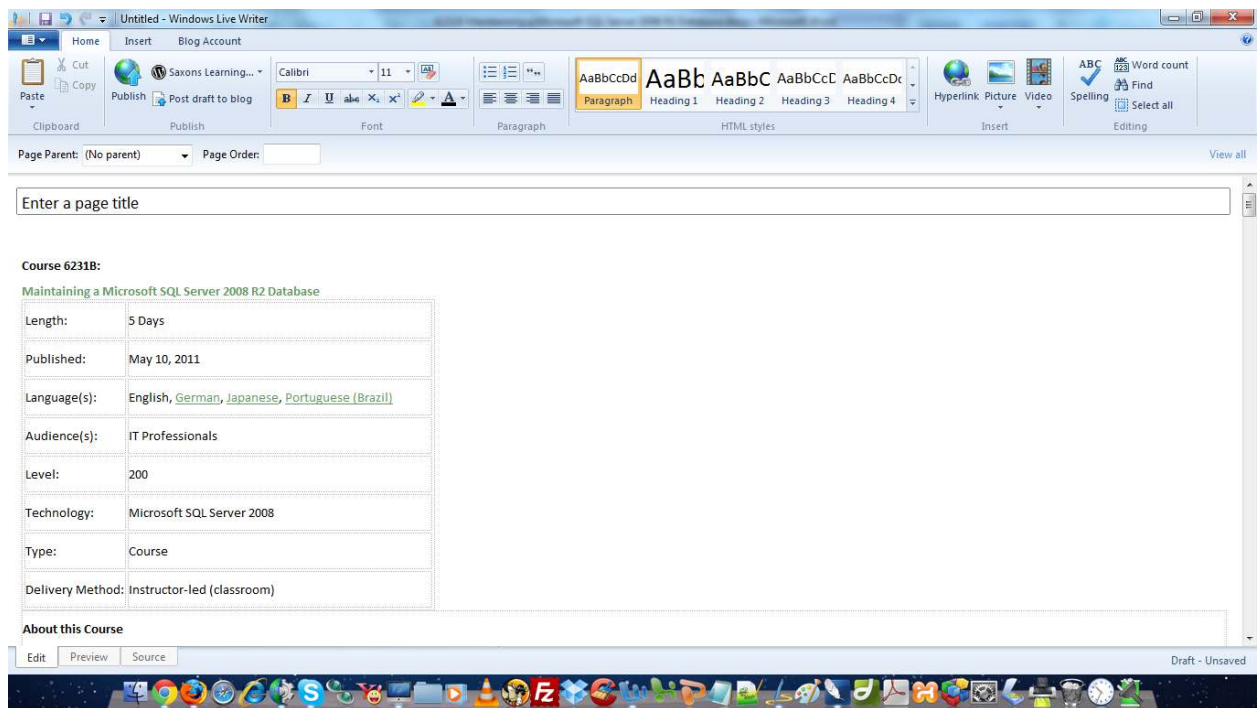 Untitled - Windows Live Writer
Home Insert Blog Account
Cut
Copy
Paste
Clipboard
Saxons Learning...
Publish Post draft to blog
Publish
Calibri 11
B I U abc X₂ x² A
Font
Paragraph
AaBbCcDd AaBb AaBbC AaBbCcD AaBbCcDc
Paragraph Heading 1 Heading 2 Heading 3 Heading 4
HTML styles
Hyperlink Picture Video
Insert
ABC
Spelling
ABC
123
Word count
Find
Select all
Editing
Page Parent: (No parent) Page Order:
View all
Enter a page title
Course 6231B:
Maintaining a Microsoft SQL Server 2008 R2 Database
Length: 5 Days
Published: May 10, 2011
Language(s): English, German, Japanese, Portuguese (Brazil)
Audience(s): IT Professionals
Level: 200
Technology: Microsoft SQL Server 2008
Type: Course
Delivery Method: Instructor-led (classroom)
About this Course
Edit Preview Source
Draft - Unsaved